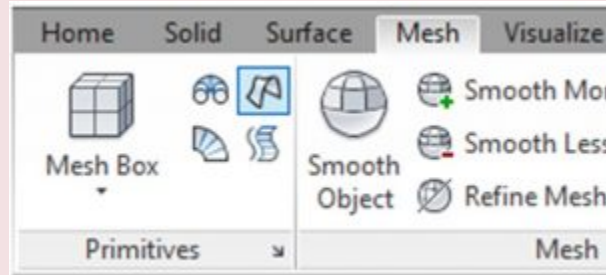 Home Solid Surface Mesh Visualize
Mesh Box
Smooth Object
Smooth Mor
Smooth Less
Refine Mesh
Primitives
Mesh